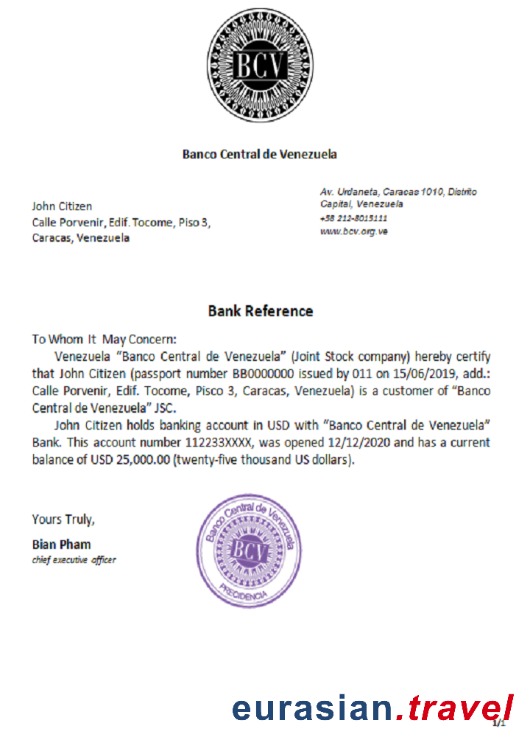 BCV
Banco Central de Venezuela
John Citizen
Calle Porvenir, Edif. Tocome, Piso 3,
Caracas, Venezuela
Av. Urdaneta, Caracas 1010, Distrito
Capital, Venezuela
+58 212-8015111
www.bcv.org.ve
Bank Reference
To Whom It May Concern:
Venezuela "Banco Central de Venezuela" (Joint Stock company) hereby certify
that John Citizen (passport number BB0000000 issued by 011 on 15/06/2019, add.:
Calle Porvenir, Edif. Tocome, Pisco 3, Caracas, Venezuela) is a customer of "Banco
Central de Venezuela" JSC.
John Citizen holds banking account in USD with "Banco Central de Venezuela"
Bank. This account number 112233XXXX, was opened 12/12/2020 and has a current
balance of USD 25,000.00 (twenty-five thousand US dollars).
Yours Truly,
Bian Pham
chief executive officer
Banco Central de Venezuela
BCV
PRECIDENCIA
eurasian.travel
1/1